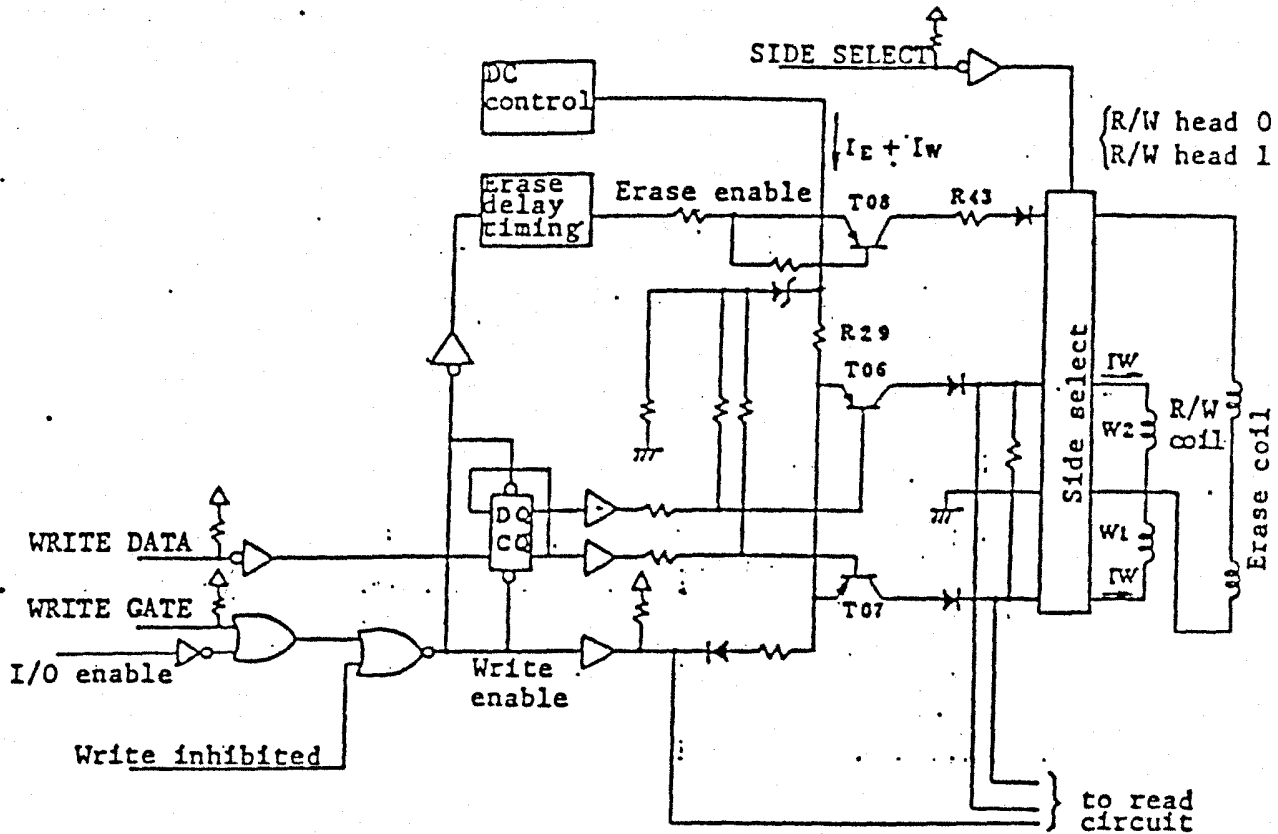 SIDE SELECT
DC
control
R/W head 0
R/W head 1
IE + IW
Erase
delay
timing
Erase enable
T08
R43
R29
T06
IW
W2
R/W
coil
Side select
Erase coil
D Q
C Q
WRITE DATA
W1
IW
WRITE GATE
T07
I/O enable
Write
enable
Write inhibited
to read
circuit